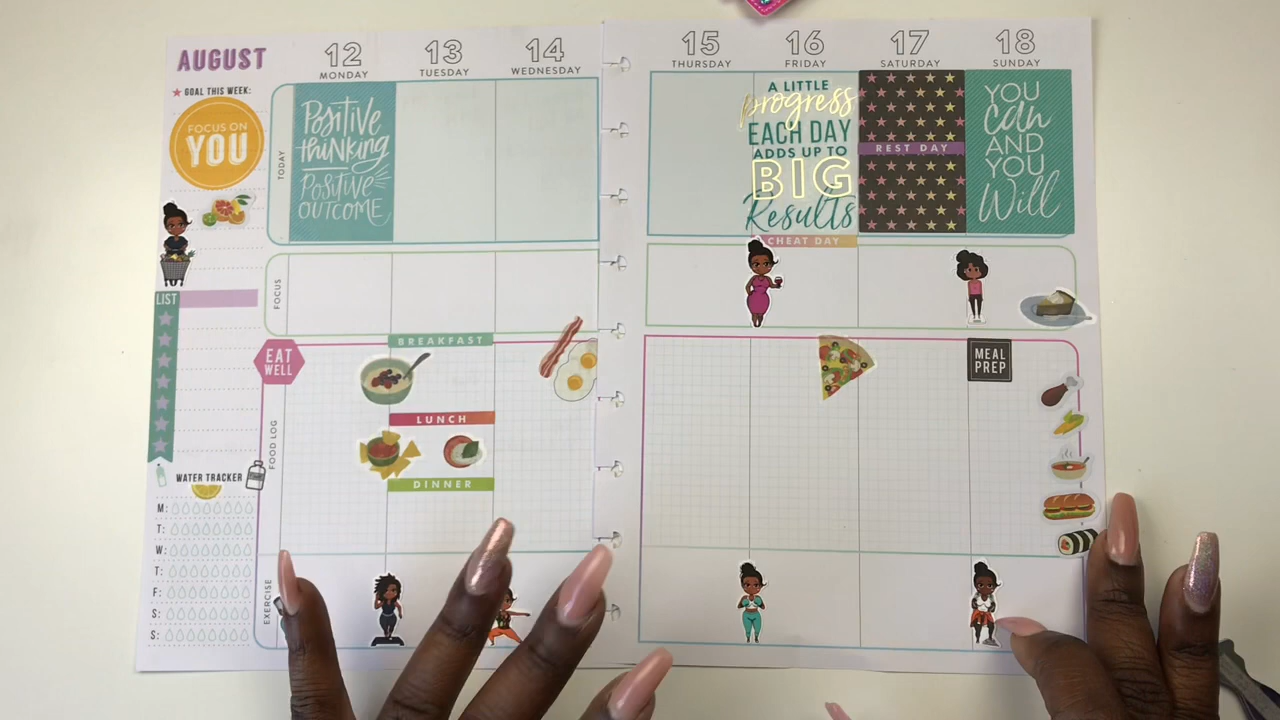 AUGUST
12
MONDAY
13
TUESDAY
14
WEDNESDAY
15
THURSDAY
16
FRIDAY
17
SATURDAY
18
SUNDAY
GOAL THIS WEEK:
FOCUS ON
YOU
TODAY
Positive
thinking
Positive
OUTCOME
A LITTLE
progress
EACH DAY
ADDS UP TO
BIG
Results
REST DAY
YOU
can
AND
YOU
Will
CHEAT DAY
FOCUS
LIST
EAT
WELL
BREAKFAST
LUNCH
DINNER
FOOD LOG
MEAL
PREP
WATER TRACKER
M:
T:
W:
T:
F:
S:
S:
EXERCISE